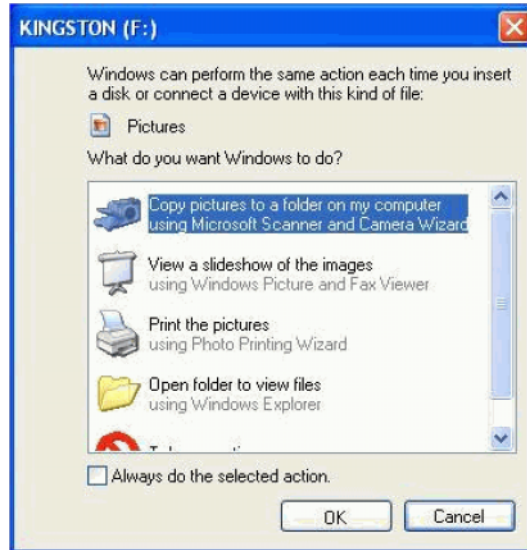 KINGSTON (F:)
Windows can perform the same action each time you insert
a disk or connect a device with this kind of file:
Pictures
What do you want Windows to do?
Copy pictures to a folder on my computer
using Microsoft Scanner and Camera Wizard
View a slideshow of the images
using Windows Picture and Fax Viewer
Print the pictures
using Photo Printing Wizard
Open folder to view files
using Windows Explorer
Always do the selected action.
OK
Cancel